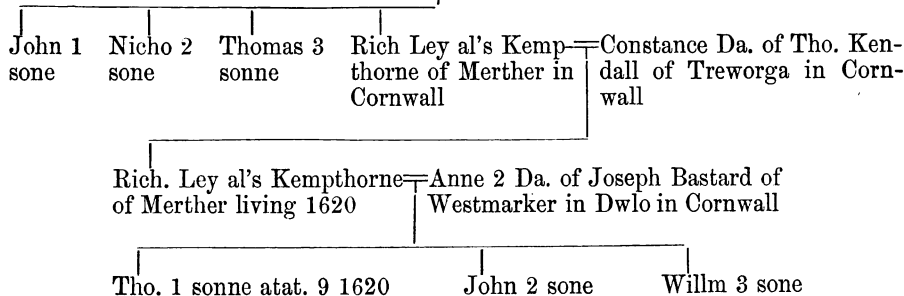 John 1 sone
Nicho 2 sone
Thomas 3 sonne
Rich Ley al's Kemp-
thorne of Merther in
Cornwall
Constance Da. of Tho. Ken-
dall of Treworga in Corn-
wall
Rich. Ley al's Kempthorne
of Merther living 1620
Anne 2 Da. of Joseph Bastard of
Westmarker in Dwlo in Cornwall
Tho. 1 sonne atat. 9 1620
John 2 sone
Willm 3 sone